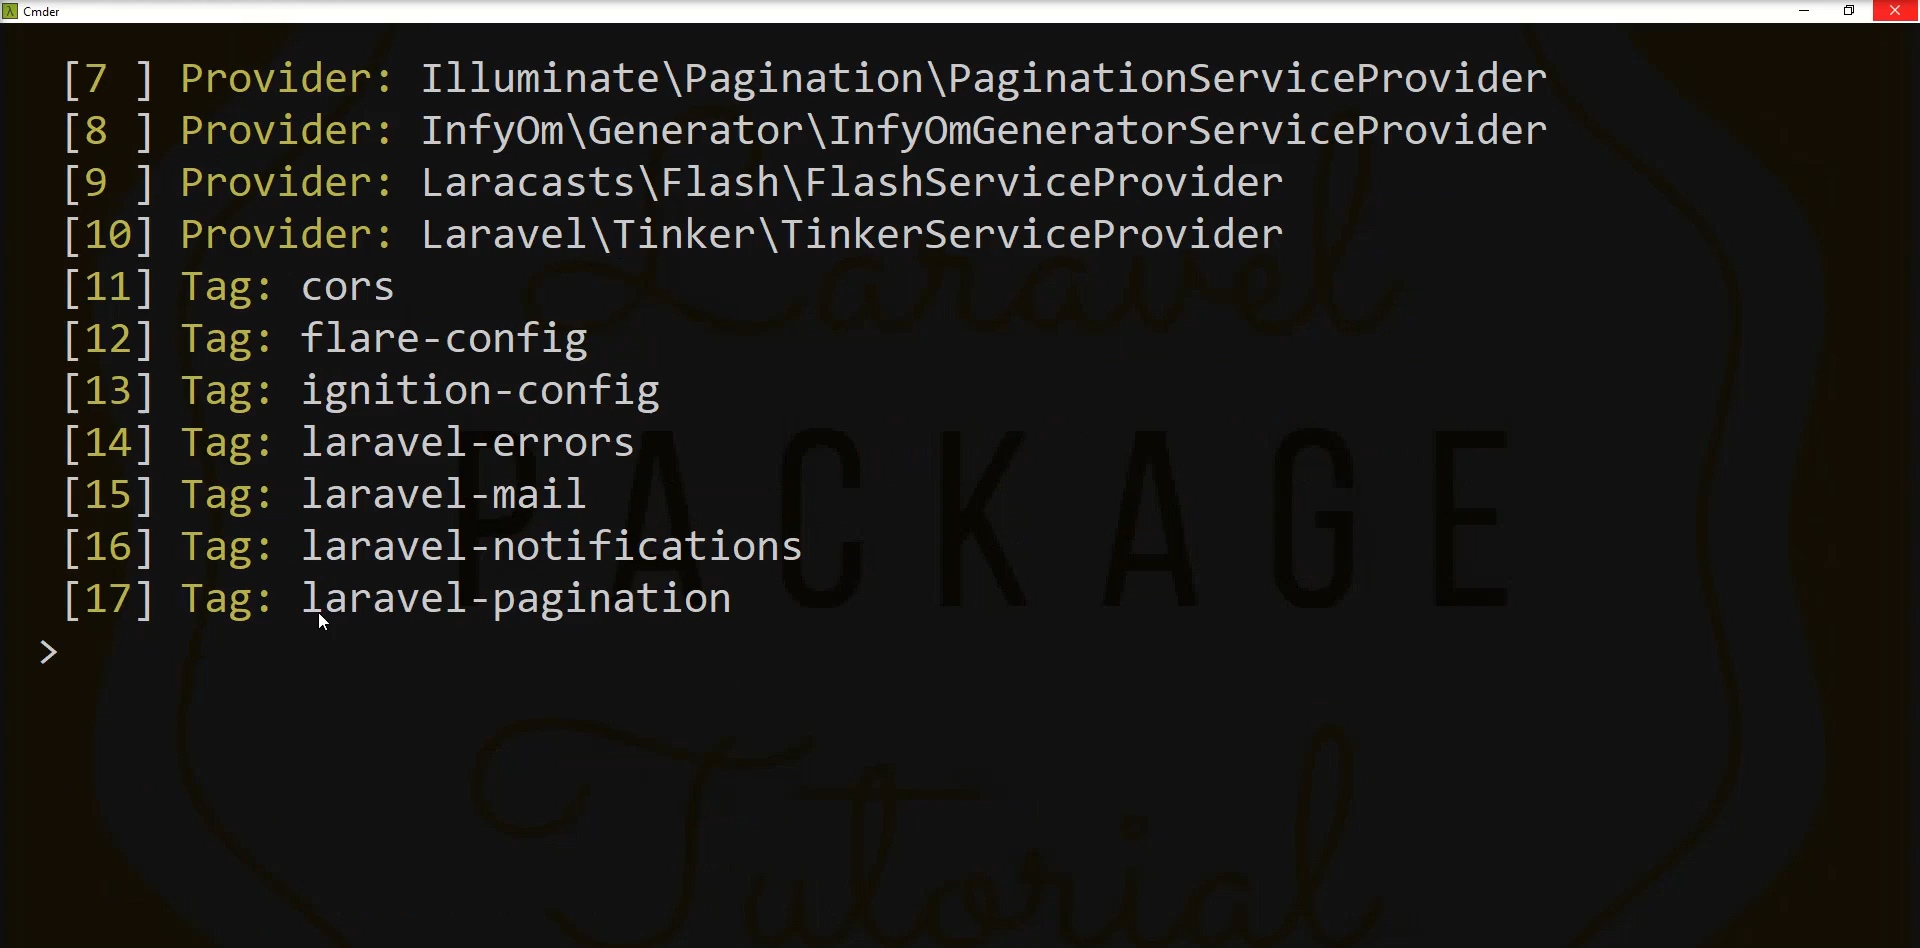 Cmder
[7 ] Provider: Illuminate\Pagination\PaginationServiceProvider
[8 ] Provider: InfyOm\Generator\InfyOmGeneratorServiceProvider
[9 ] Provider: Laracasts\Flash\FlashServiceProvider
[10] Provider: Laravel\Tinker\TinkerServiceProvider
[11] Tag: cors
[12] Tag: flare-config
[13] Tag: ignition-config
[14] Tag: laravel-errors
[15] Tag: laravel-mail
[16] Tag: laravel-notifications
[17] Tag: laravel-pagination
>
Laravel
PACKAGE
Tutorial